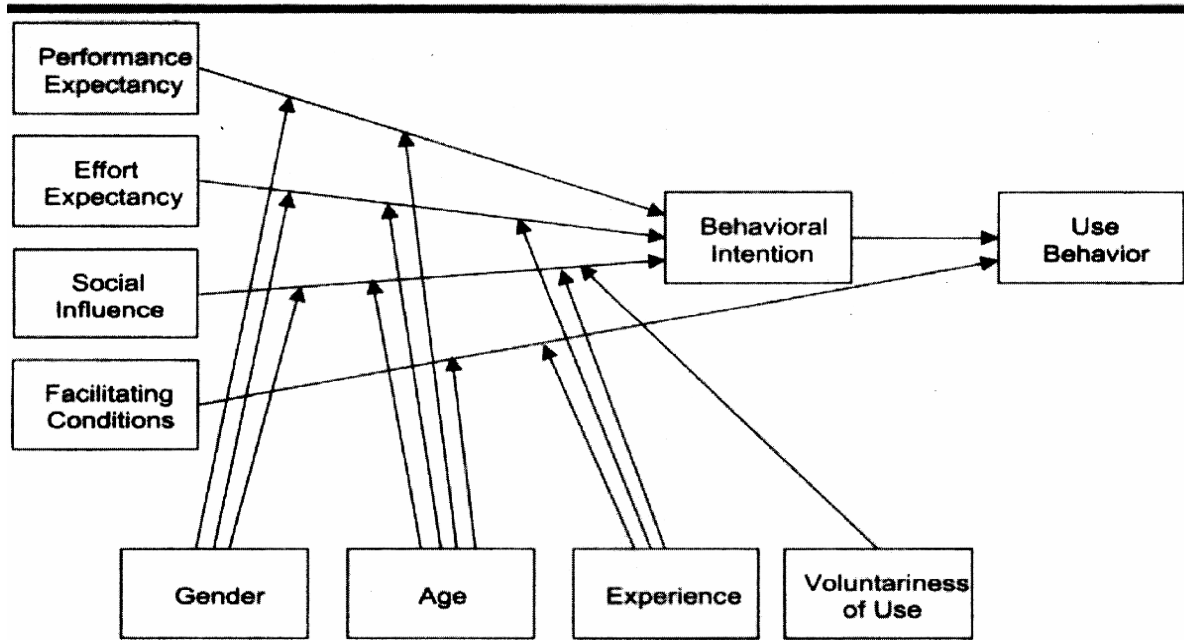 Performance
Expectancy
Effort
Expectancy
Social
Influence
Facilitating
Conditions
Behavioral
Intention
Use
Behavior
Gender
Age
Experience
Voluntariness
of Use